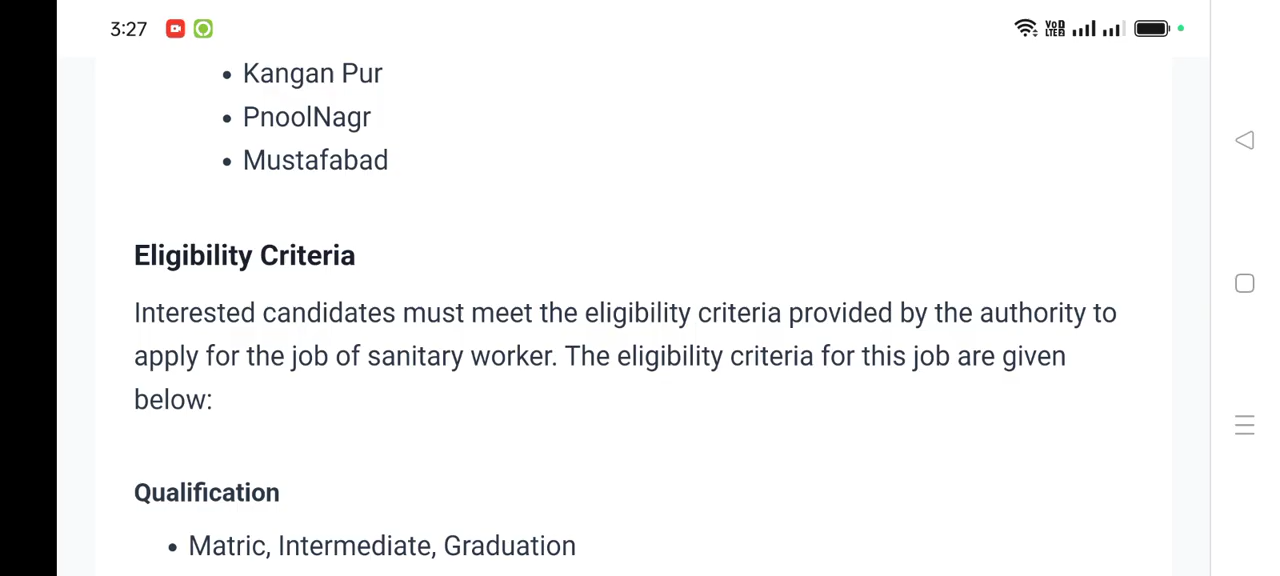 3:27
VoD
LTE2
Kangan Pur
PnoolNagr
Mustafabad
Eligibility Criteria
Interested candidates must meet the eligibility criteria provided by the authority to
apply for the job of sanitary worker. The eligibility criteria for this job are given
below:
Qualification
Matric, Intermediate, Graduation